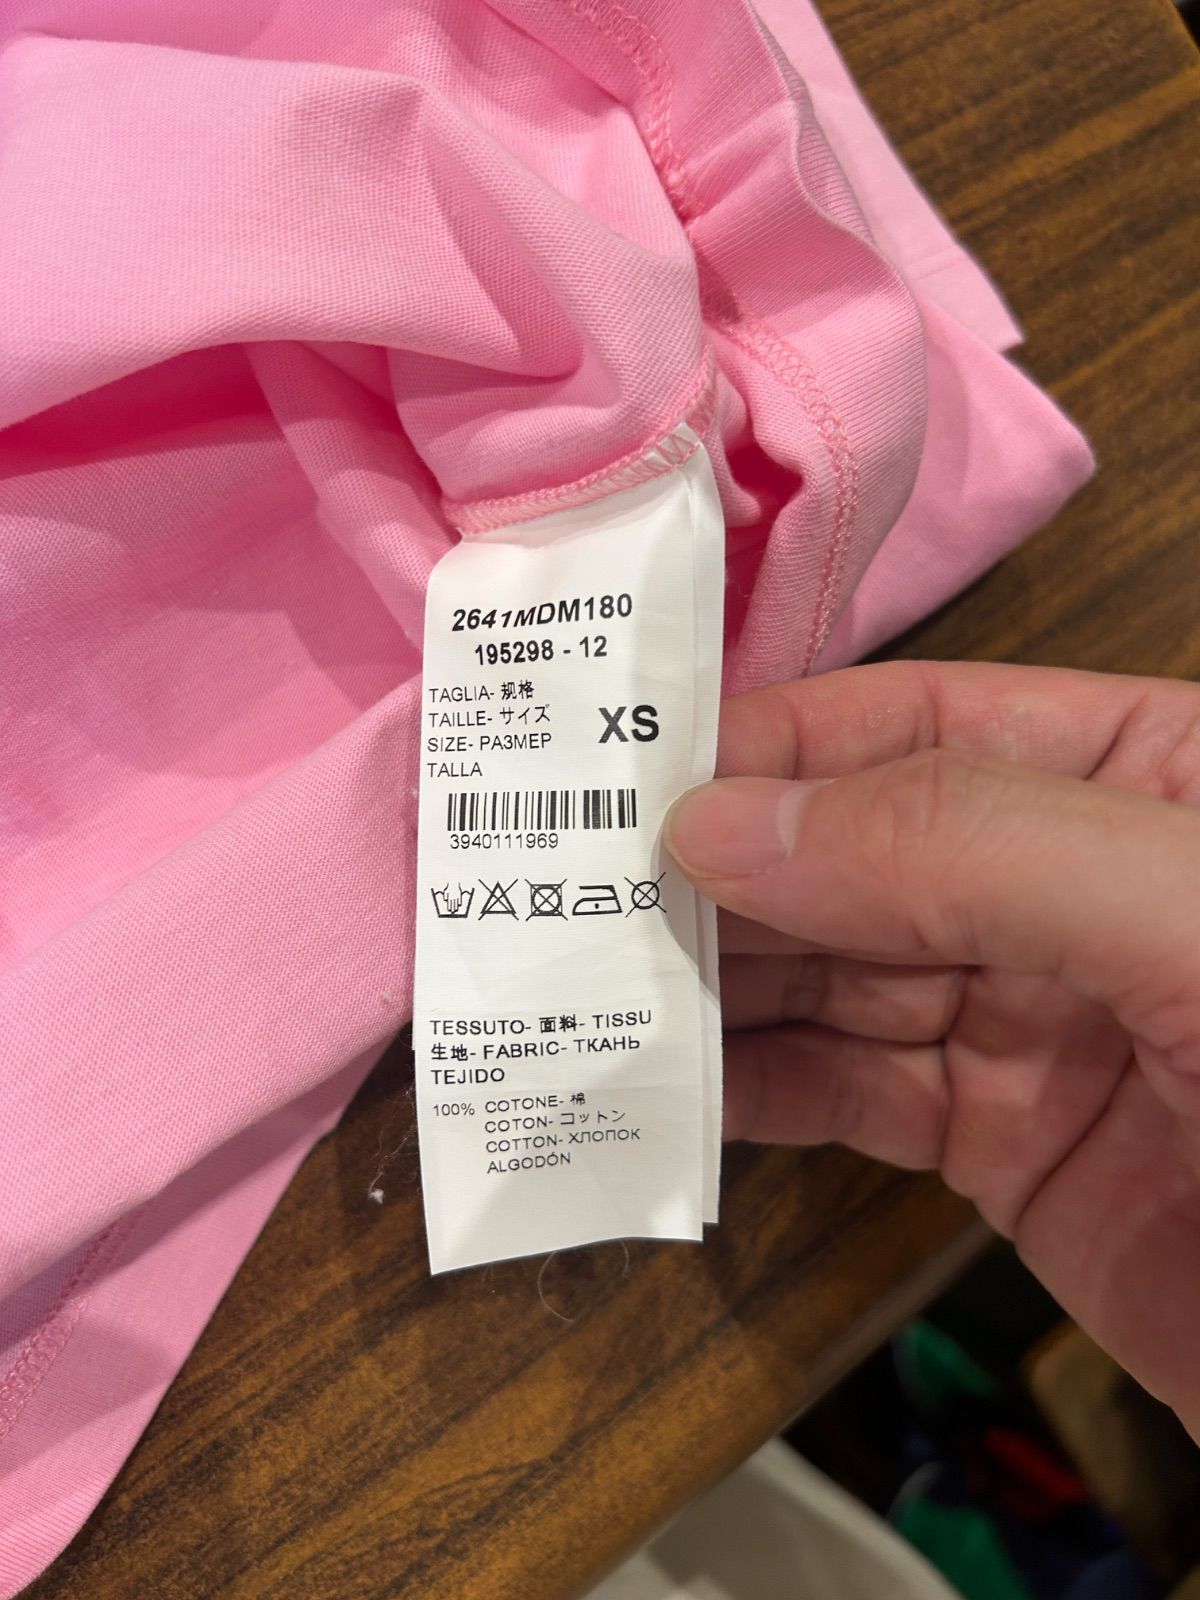 2641MDM180
195298 - 12
TAGLIA- 规格
TAILLE- サイズ
SIZE- РАЗМЕР
TALLA
XS
3940111969
TESSUTO- 面料- TISSU
生地- FABRIC- ТКАНЬ
TEJIDO
100% COTONE- 棉
COTON- コットン
COTTON- ХЛОПОК
ALGODÓN